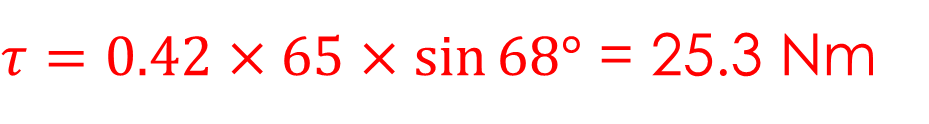 τ = 0.42 × 65 × sin 68° = 25.3 Nm